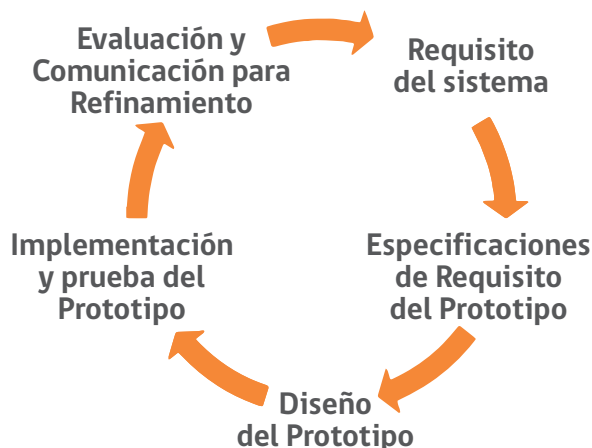 Evaluación y
Comunicación para
Refinamiento
Requisito
del sistema
Especificaciones
de Requisito
del Prototipo
Diseño
del Prototipo
Implementación
y prueba del
Prototipo